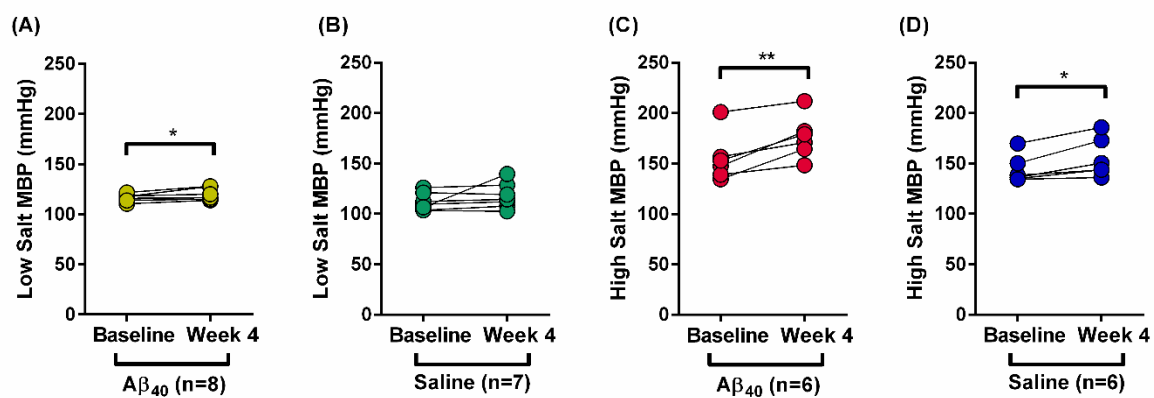 (A)
Low Salt MBP (mmHg)
250
200
150
100
50
0
*
Baseline Week 4
Aβ40 (n=8)
(B)
Low Salt MBP (mmHg)
250
200
150
100
50
0
Baseline Week 4
Saline (n=7)
(C)
High Salt MBP (mmHg)
250
200
150
100
50
0
**
Baseline Week 4
Aβ40 (n=6)
(D)
High Salt MBP (mmHg)
250
200
150
100
50
0
*
Baseline Week 4
Saline (n=6)